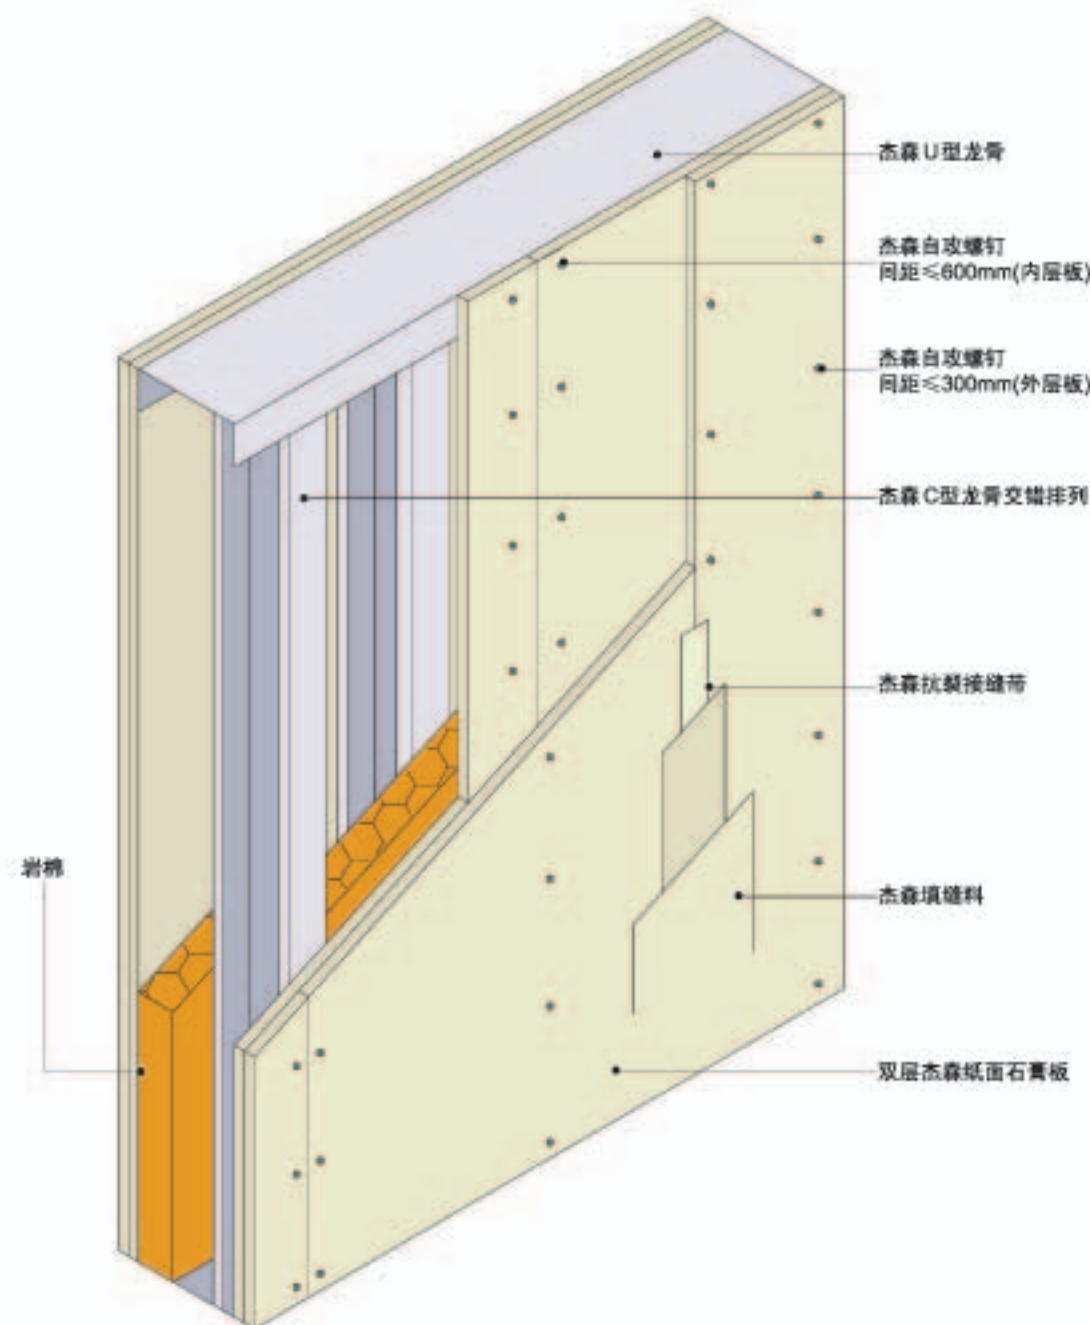 杰森U型龙骨
杰森自攻螺钉
间距≤600mm(内层板)
杰森自攻螺钉
间距≤300mm(外层板)
杰森C型龙骨交错排列
杰森抗裂接缝带
岩棉
杰森填缝料
双层杰森纸面石膏板